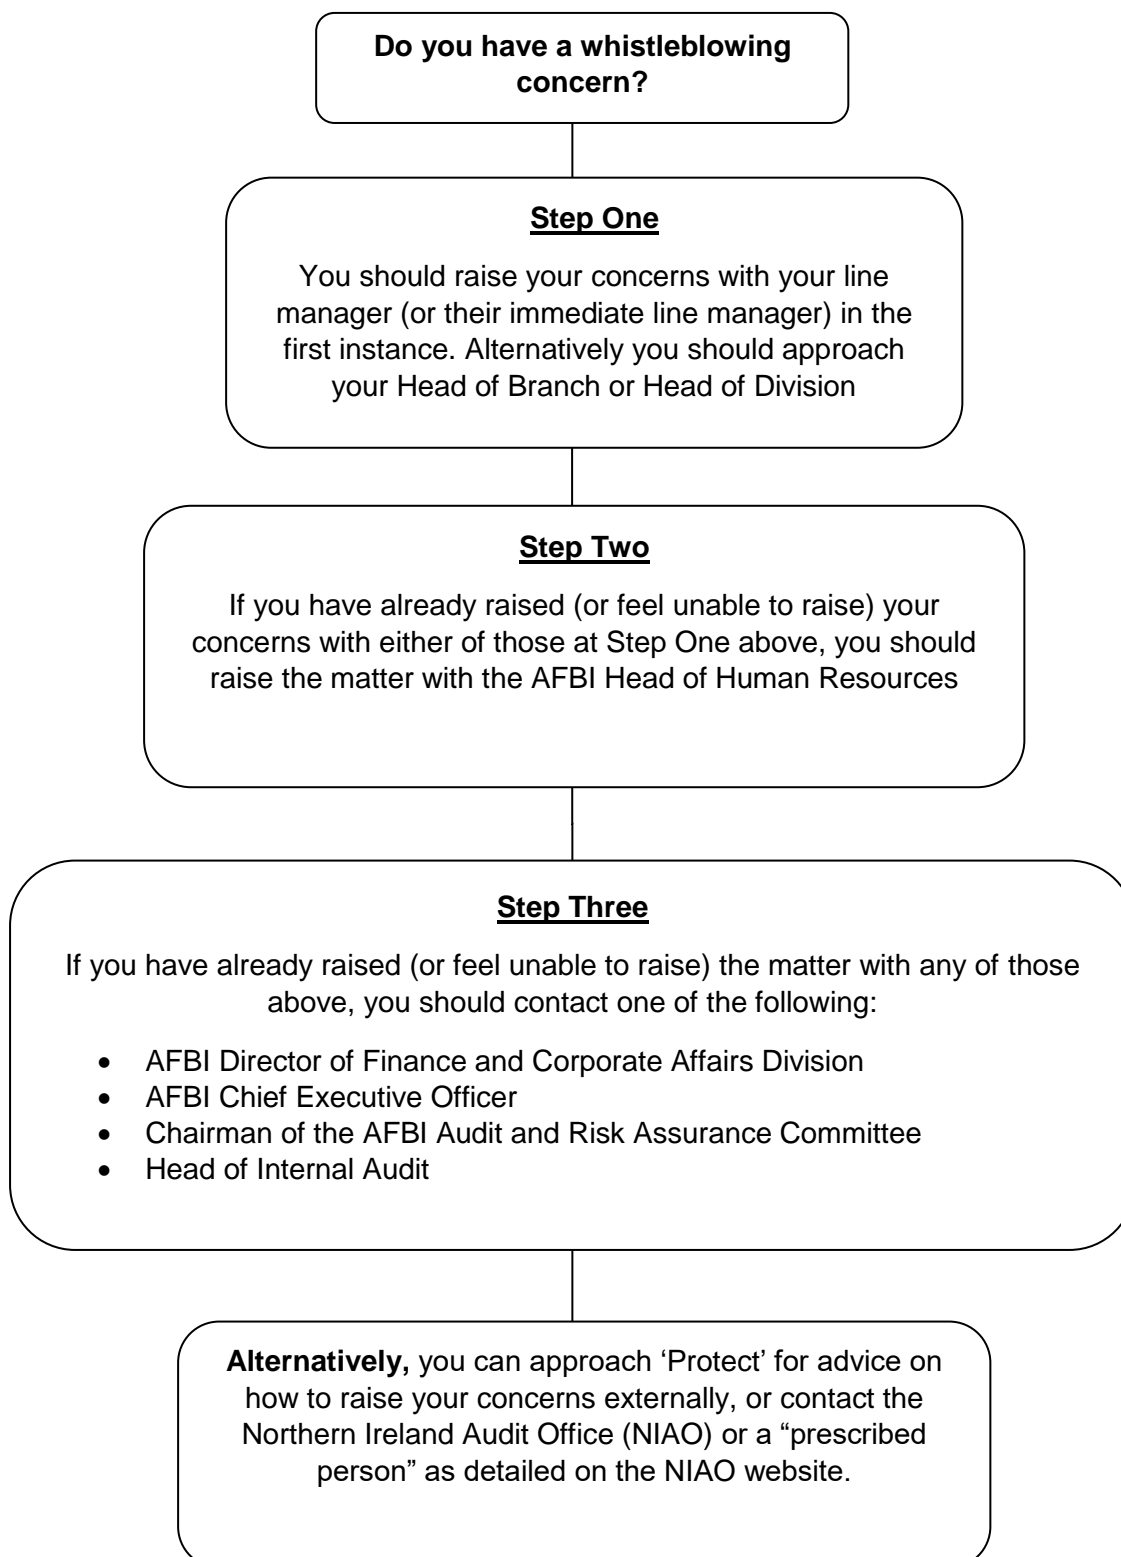 Do you have a whistleblowing
concern?
Step One
You should raise your concerns with your line
manager (or their immediate line manager) in the
first instance. Alternatively you should approach
your Head of Branch or Head of Division
Step Two
If you have already raised (or feel unable to raise) your
concerns with either of those at Step One above, you should
raise the matter with the AFBI Head of Human Resources
Step Three
If you have already raised (or feel unable to raise) the matter with any of those
above, you should contact one of the following:
• AFBI Director of Finance and Corporate Affairs Division
• AFBI Chief Executive Officer
• Chairman of the AFBI Audit and Risk Assurance Committee
• Head of Internal Audit
Alternatively, you can approach ‘Protect’ for advice on
how to raise your concerns externally, or contact the
Northern Ireland Audit Office (NIAO) or a “prescribed
person” as detailed on the NIAO website.